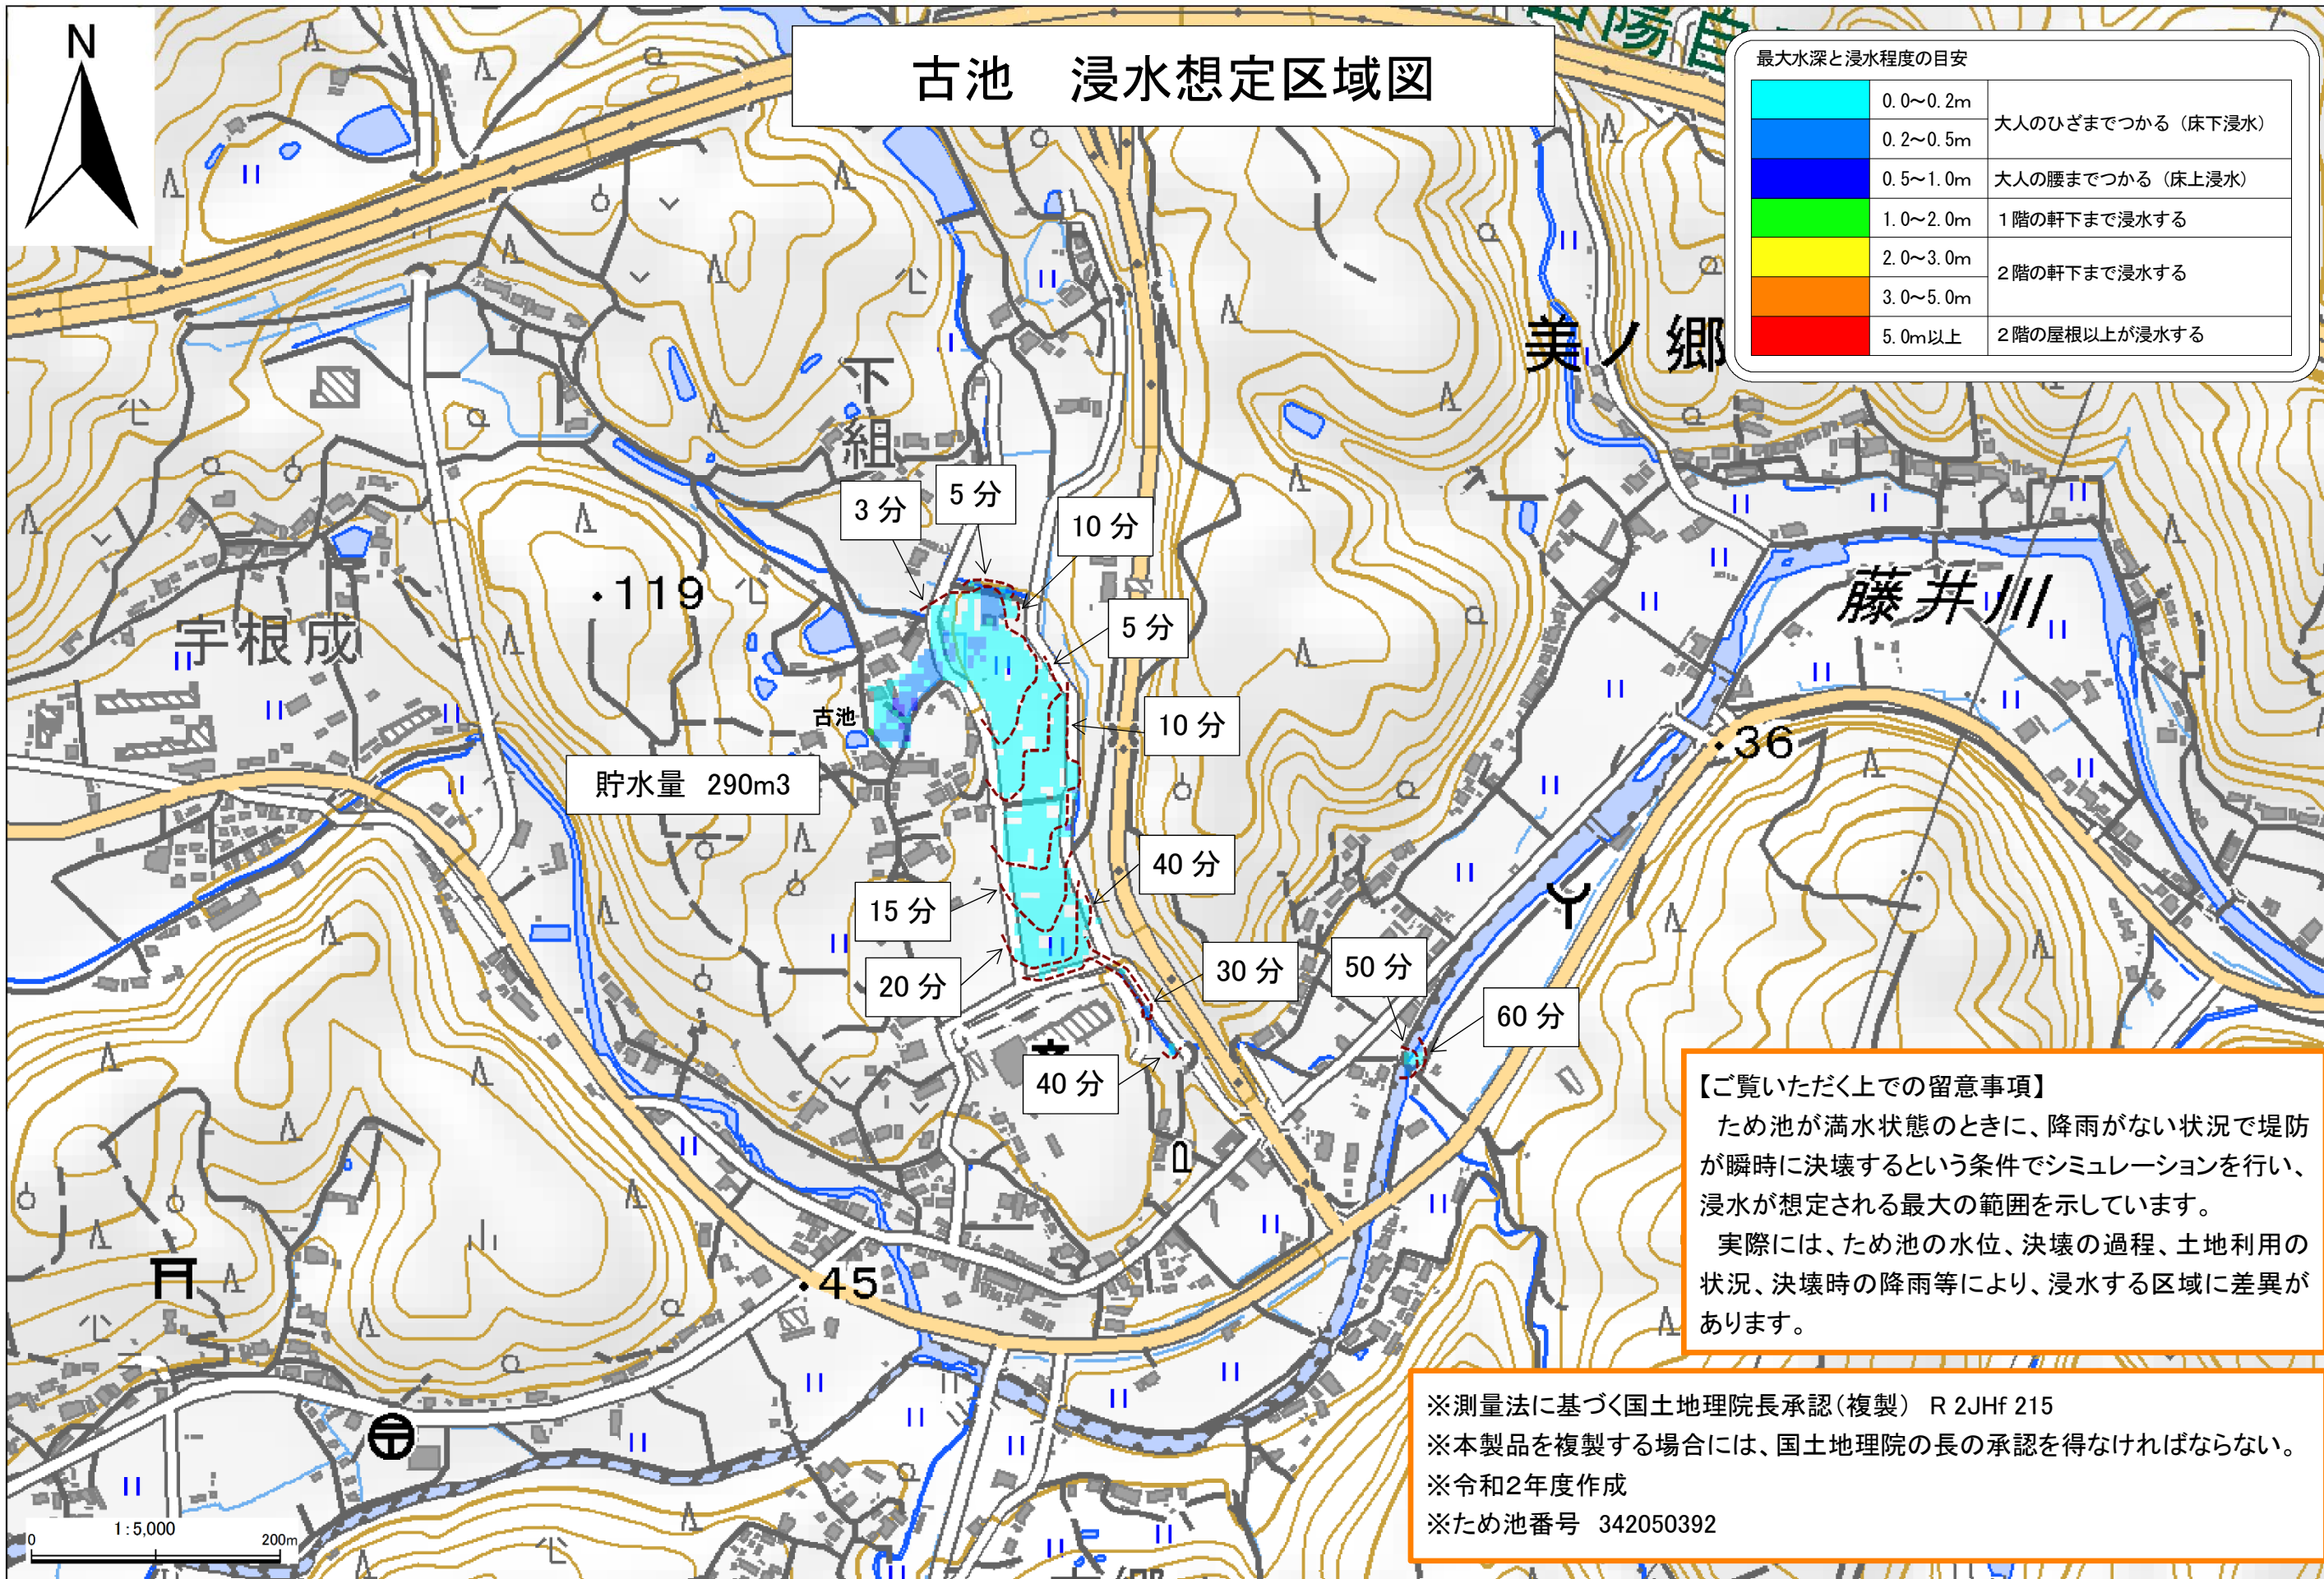 N
古池　浸水想定区域図
最大水深と浸水程度の目安
0.0～0.2m
大人のひざまでつかる（床下浸水）
0.2～0.5m
0.5～1.0m
大人の腰までつかる（床上浸水）
1.0～2.0m
1階の軒下まで浸水する
2.0～3.0m
2階の軒下まで浸水する
3.0～5.0m
5.0m以上
2階の屋根以上が浸水する
美ノ郷
下組
3分
5分
10分
・119
藤井川
宇根成
5分
古池
10分
・36
貯水量 290m3
40分
15分
20分
30分
50分
60分
40分
・45
【ご覧いただく上での留意事項】
ため池が満水状態のときに、降雨がない状況で堤防
が瞬時に決壊するという条件でシミュレーションを行い、
浸水が想定される最大の範囲を示しています。
実際には、ため池の水位、決壊の過程、土地利用の
状況、決壊時の降雨等により、浸水する区域に差異が
あります。
※測量法に基づく国土地理院長承認（複製） R 2JHf 215
※本製品を複製する場合には、国土地理院の長の承認を得なければならない。
※令和2年度作成
※ため池番号 342050392
1:5,000
0 200m